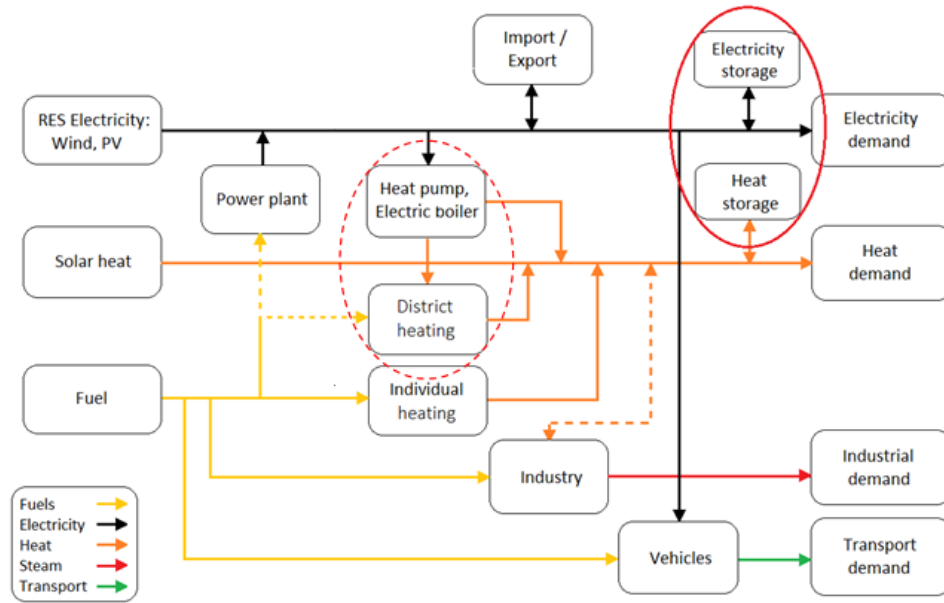 Import /
Export
Electricity
storage
RES Electricity:
Wind, PV
Electricity
demand
Power plant
Heat pump,
Electric boiler
Heat
storage
Solar heat
Heat
demand
District
heating
Fuel
Individual
heating
Industry
Industrial
demand
Vehicles
Transport
demand
Fuels
Electricity
Heat
Steam
Transport